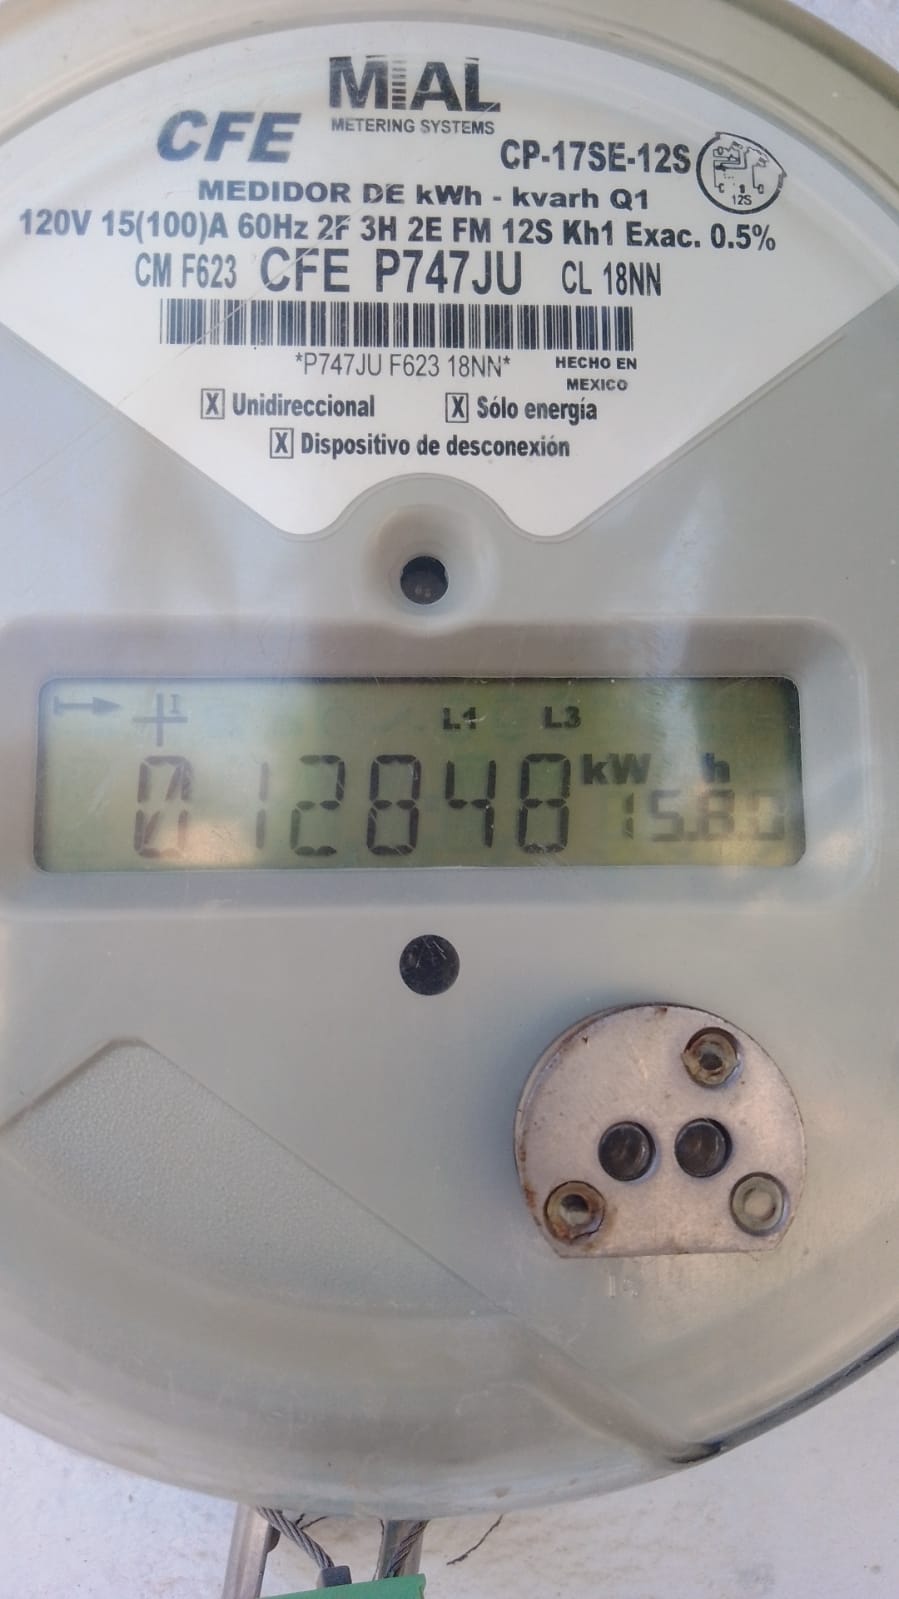 MIAL
METERING SYSTEMS
CFE
CP-17SE-12S
12S
MEDIDOR DE kWh - kvarh Q1
120V 15(100)A 60Hz 2F 3H 2E FM 12S Kh1 Exac. 0.5%
CM F623 CFE P747JU CL 18NN
*P747JU F623 18NN*
HECHO EN
MEXICO
X Unidireccional X Sólo energía
X Dispositivo de desconexión
L1 L3
012848 kW h 15.8.0